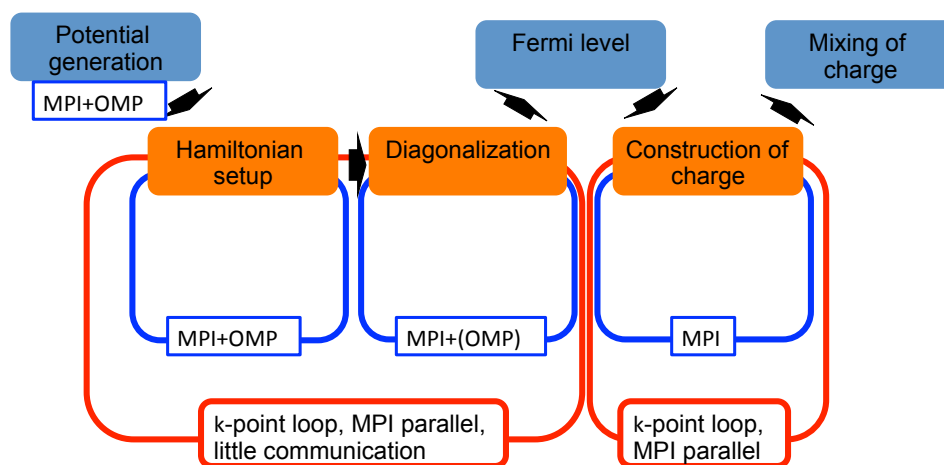 Potential
generation
MPI+OMP
Fermi level
Mixing of
charge
Hamiltonian
setup
Diagonalization
Construction of
charge
MPI+OMP
MPI+(OMP)
MPI
k-point loop, MPI parallel,
little communication
k-point loop,
MPI parallel